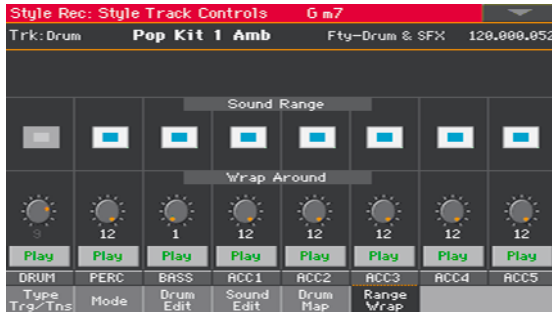 Style Rec: Style Track Controls G m7
Trk:Drum Pop Kit 1 Amb Fty-Drum & SFX 120.000.052
Sound Range
Wrap Around
9 12 1 12 12 12 12 12
Play Play Play Play Play Play Play Play
DRUM PERC BASS ACC1 ACC2 ACC3 ACC4 ACC5
Type Mode Drum Sound Drum Range
Trg/Tns Edit Edit Map Wrap